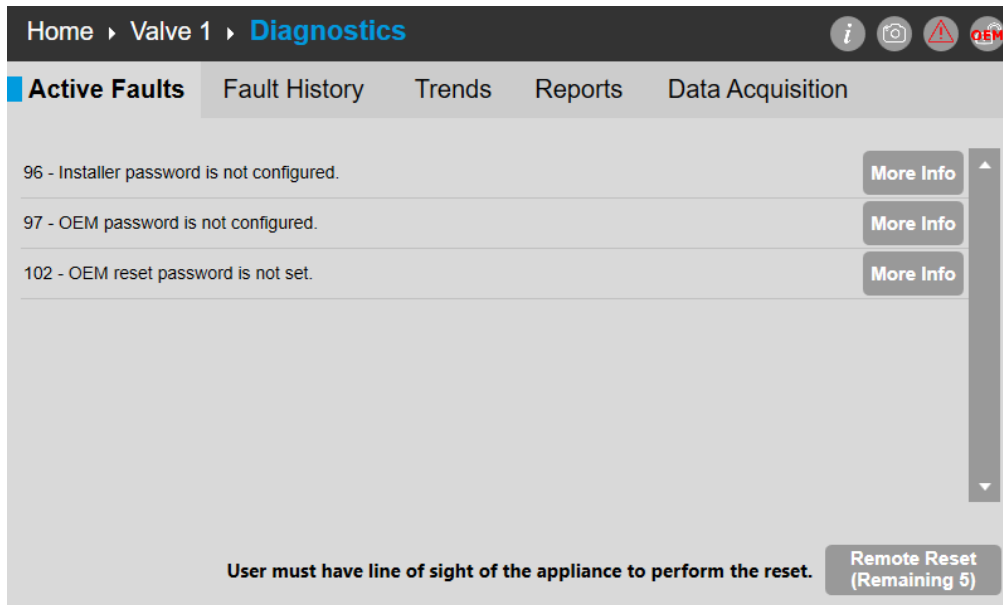 Home ▸ Valve 1 ▸ Diagnostics
i
OEM
Active Faults Fault History Trends Reports Data Acquisition
96 - Installer password is not configured. More Info
97 - OEM password is not configured. More Info
102 - OEM reset password is not set. More Info
User must have line of sight of the appliance to perform the reset.
Remote Reset
(Remaining 5)